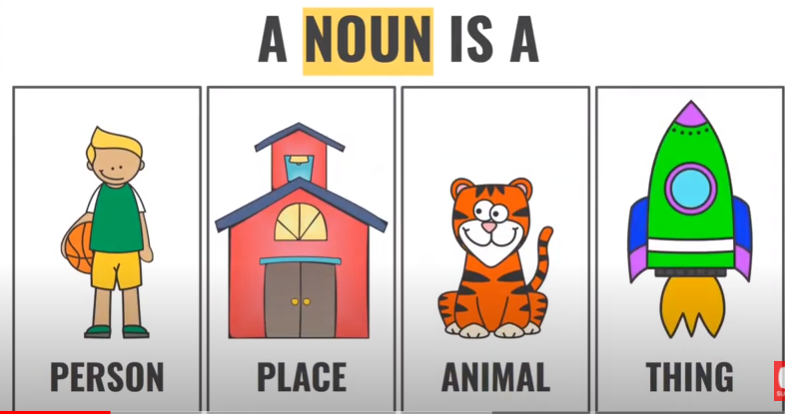 A NOUN IS A
PERSON PLACE ANIMAL THING